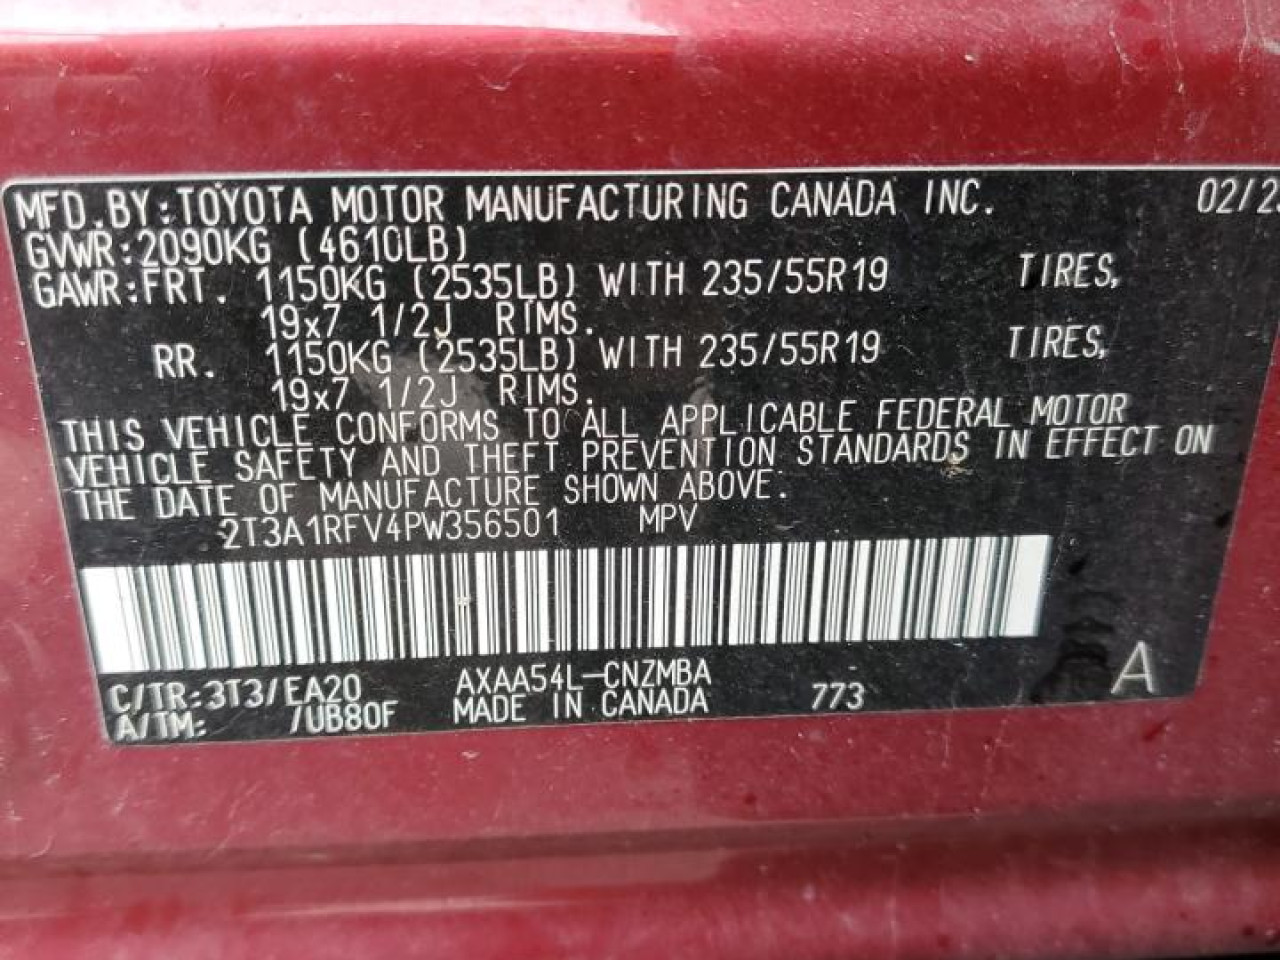 MFD.BY:TOYOTA MOTOR MANUFACTURING CANADA INC. 02/23
GVWR:2090KG (4610LB)
GAWR:FRT. 1150KG (2535LB) WITH 235/55R19 TIRES,
19x7 1/2J RIMS.
RR. 1150KG (2535LB) WITH 235/55R19 TIRES,
19x7 1/2J RIMS.
THIS VEHICLE CONFORMS TO ALL APPLICABLE FEDERAL MOTOR
VEHICLE SAFETY AND THEFT PREVENTION STANDARDS IN EFFECT ON
THE DATE OF MANUFACTURE SHOWN ABOVE.
2T3A1RFV4PW356501 MPV
C/TR:3T3/EA20 AXAA54L-CNZMBA
A/TM: /UB80F MADE IN CANADA 773 A